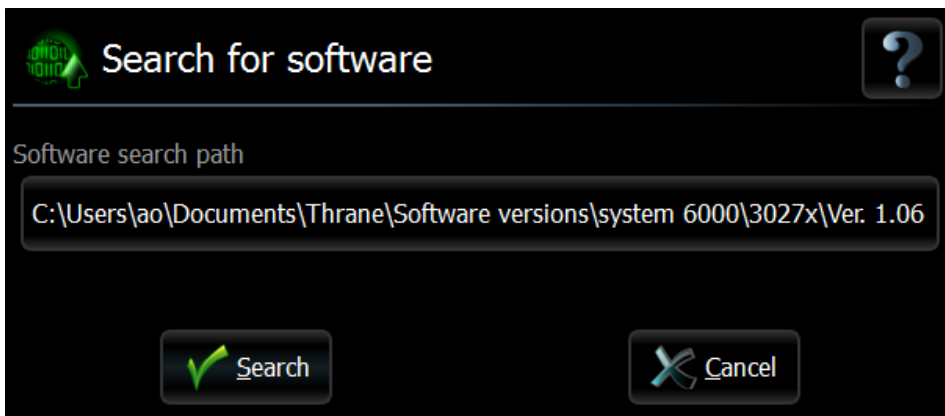 Search for software
?
Software search path
C:\Users\ao\Documents\Thrane\Software versions\system 6000\3027x\Ver. 1.06
Search
Cancel